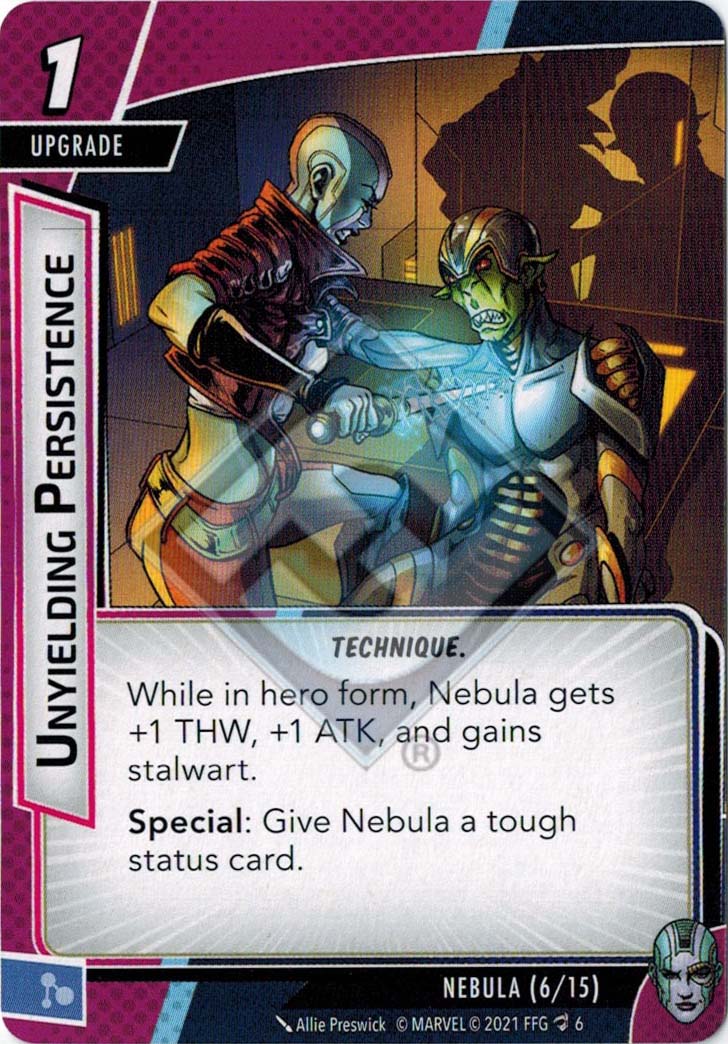 1
UPGRADE
UNYIELDING PERSISTENCE
TECHNIQUE.
While in hero form, Nebula gets
+1 THW, +1 ATK, and gains
stalwart.
Special: Give Nebula a tough
status card.
®
NEBULA (6/15)
Allie Preswick © MARVEL © 2021 FFG 6